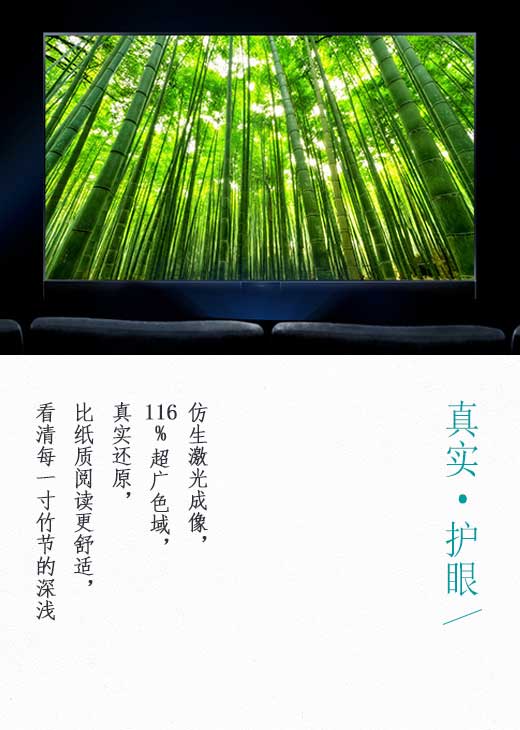 真实·护眼
仿生激光成像，
116% 超广色域，
真实还原，
比纸质阅读更舒适，
看清每一寸竹节的深浅